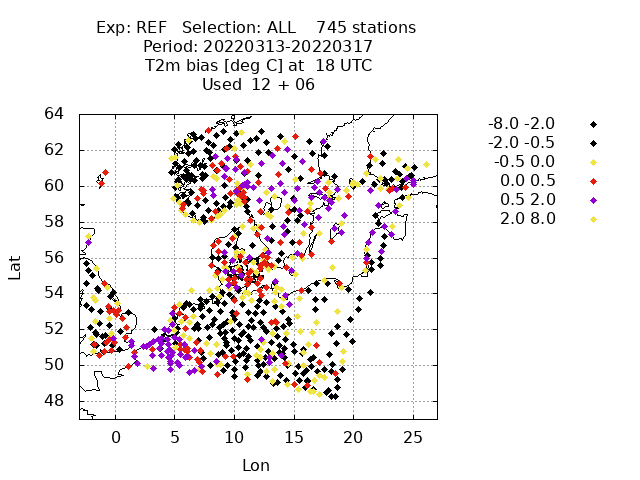 Exp: REF   Selection: ALL    745 stations
Period: 20220313-20220317
T2m bias [deg C] at  18 UTC
Used  12 + 06
64
62
60
58
56
54
52
50
48
Lat
0 5 10 15 20 25
Lon
-8.0 -2.0
-2.0 -0.5
-0.5 0.0
0.0 0.5
0.5 2.0
2.0 8.0